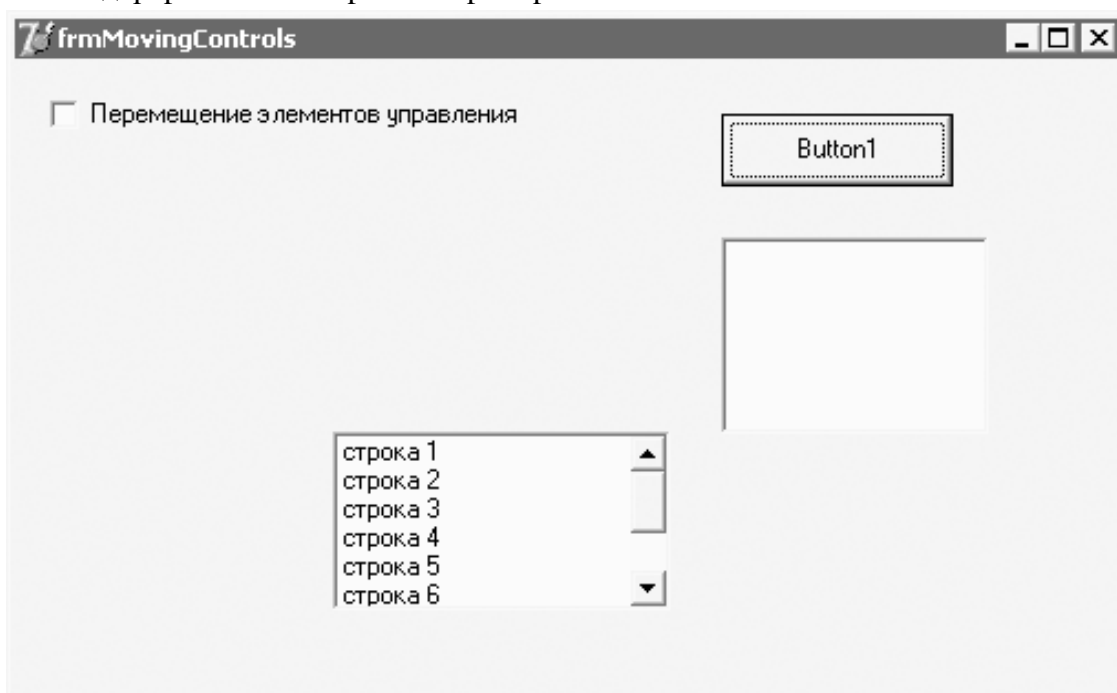 frmMovingControls
Перемещение элементов управления
Button1
строка 1
строка 2
строка 3
строка 4
строка 5
строка 6